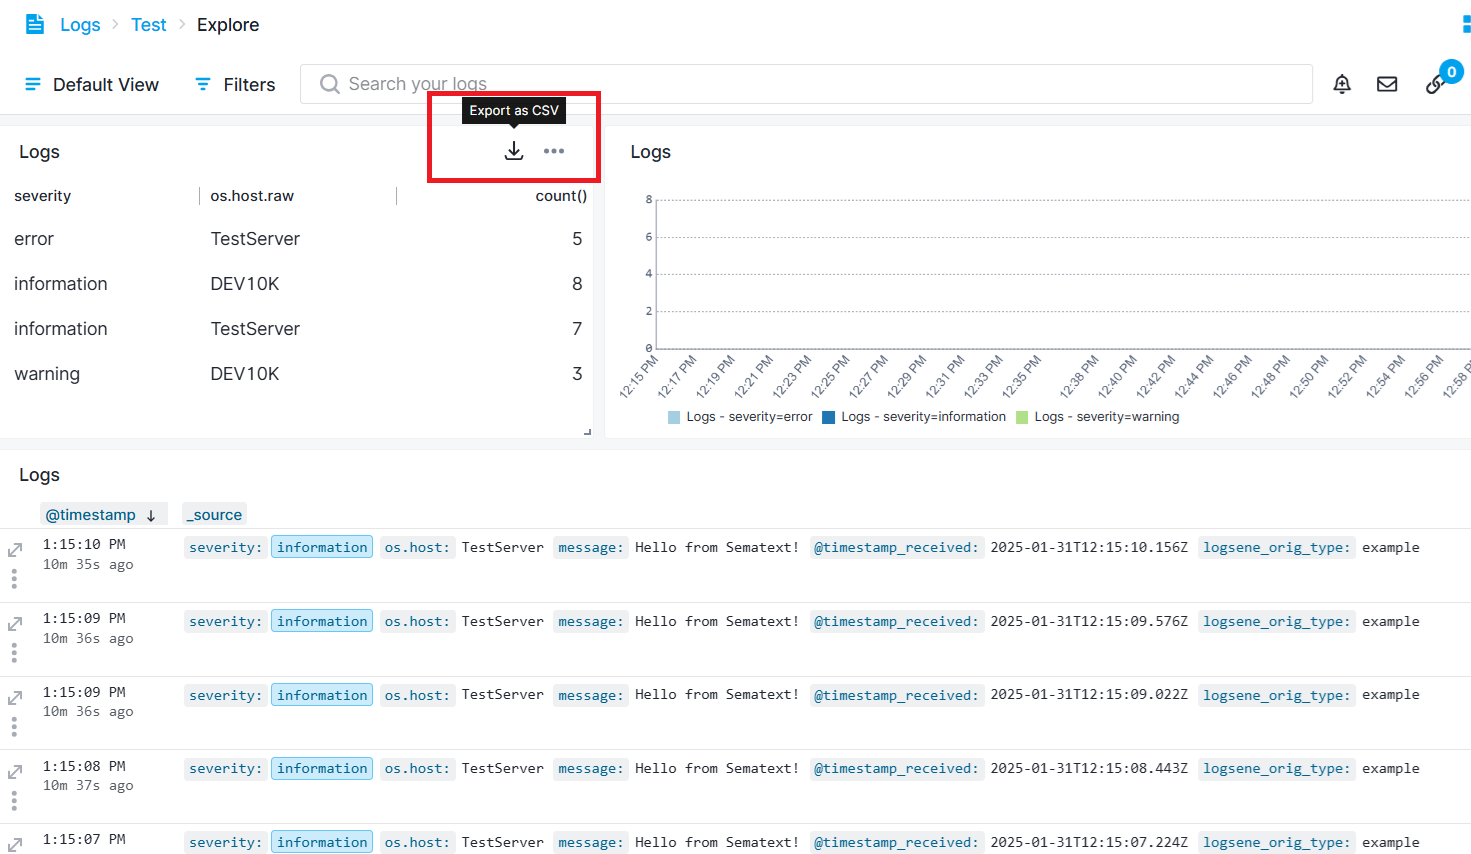 Logs > Test > Explore
Default View Filters Search your logs 0
Export as CSV
Logs
severity os.host.raw count()
error TestServer 5
information DEV10K 8
information TestServer 7
warning DEV10K 3
Logs
8
6
4
2
0
12:15 PM 12:17 PM 12:19 PM 12:21 PM 12:23 PM 12:25 PM 12:27 PM 12:29 PM 12:31 PM 12:33 PM 12:35 PM 12:38 PM 12:40 PM 12:42 PM 12:44 PM 12:46 PM 12:48 PM 12:50 PM 12:52 PM 12:54 PM 12:56 PM 12:58 P
Logs - severity=error Logs - severity=information Logs - severity=warning
Logs
@timestamp ↓ _source
1:15:10 PM severity: information os.host: TestServer message: Hello from Sematext! @timestamp_received: 2025-01-31T12:15:10.156Z logsene_orig_type: example
10m 35s ago
1:15:09 PM severity: information os.host: TestServer message: Hello from Sematext! @timestamp_received: 2025-01-31T12:15:09.576Z logsene_orig_type: example
10m 36s ago
1:15:09 PM severity: information os.host: TestServer message: Hello from Sematext! @timestamp_received: 2025-01-31T12:15:09.022Z logsene_orig_type: example
10m 36s ago
1:15:08 PM severity: information os.host: TestServer message: Hello from Sematext! @timestamp_received: 2025-01-31T12:15:08.443Z logsene_orig_type: example
10m 37s ago
1:15:07 PM severity: information os.host: TestServer message: Hello from Sematext! @timestamp_received: 2025-01-31T12:15:07.224Z logsene_orig_type: example